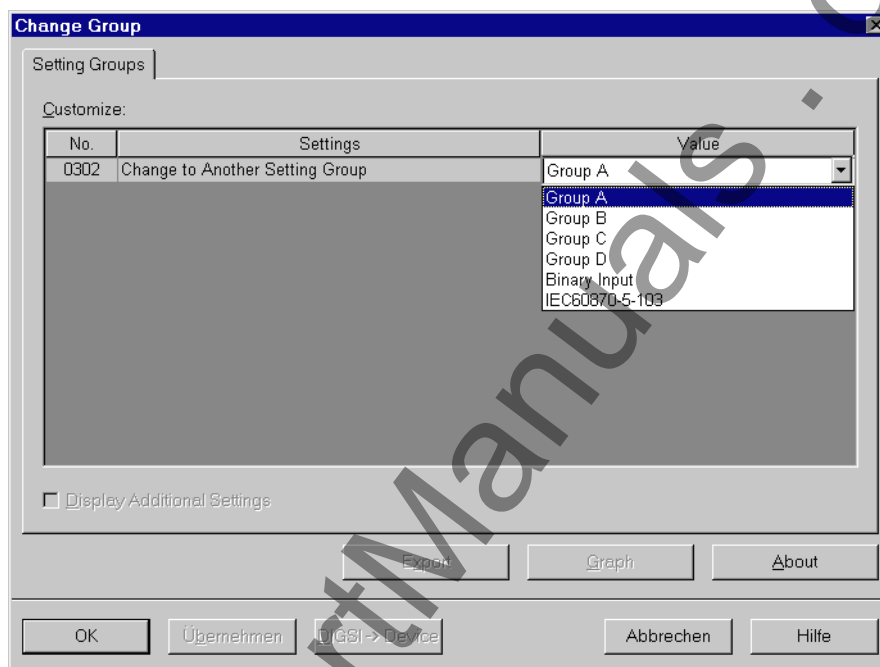 Change Group
Setting Groups
Customize:
No. Settings Value
0302 Change to Another Setting Group Group A
Group A
Group B
Group C
Group D
Binary Input
IEC60870-5-103
Display Additional Settings
Export Graph About
OK Übernehmen DIGSI -> Device Abbrechen Hilfe
rtManuals.